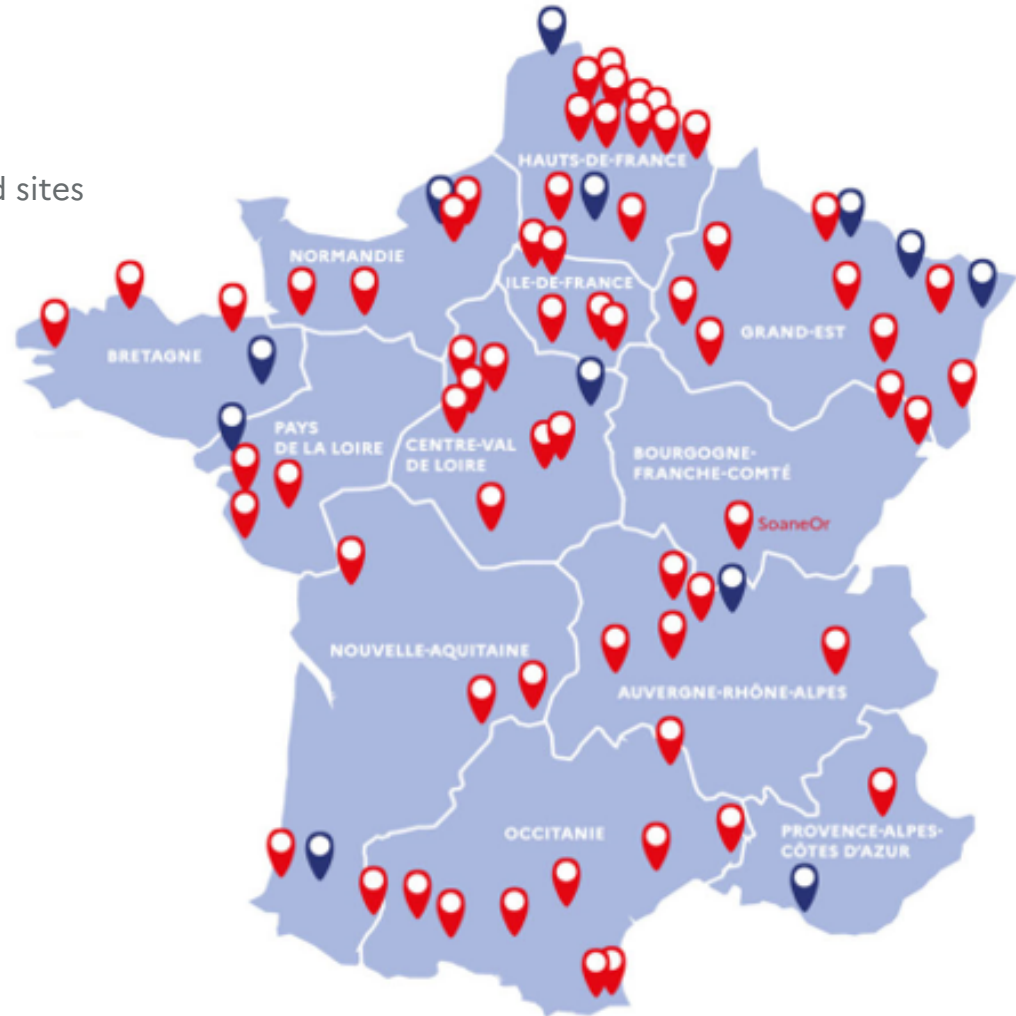 d sites
HAUTS-DE-FRANCE
NORMANDIE
ILE-DE-FRANCE
GRAND-EST
BRETAGNE
PAYS
DE LA LOIRE
CENTRE-VAL
DE LOIRE
BOURGOGNE-
FRANCHE-COMTÉ
SoaneOr
NOUVELLE-AQUITAINE
AUVERGNE-RHÔNE-ALPES
OCCITANIE
PROVENCE-ALPES-
CÔTES D'AZUR